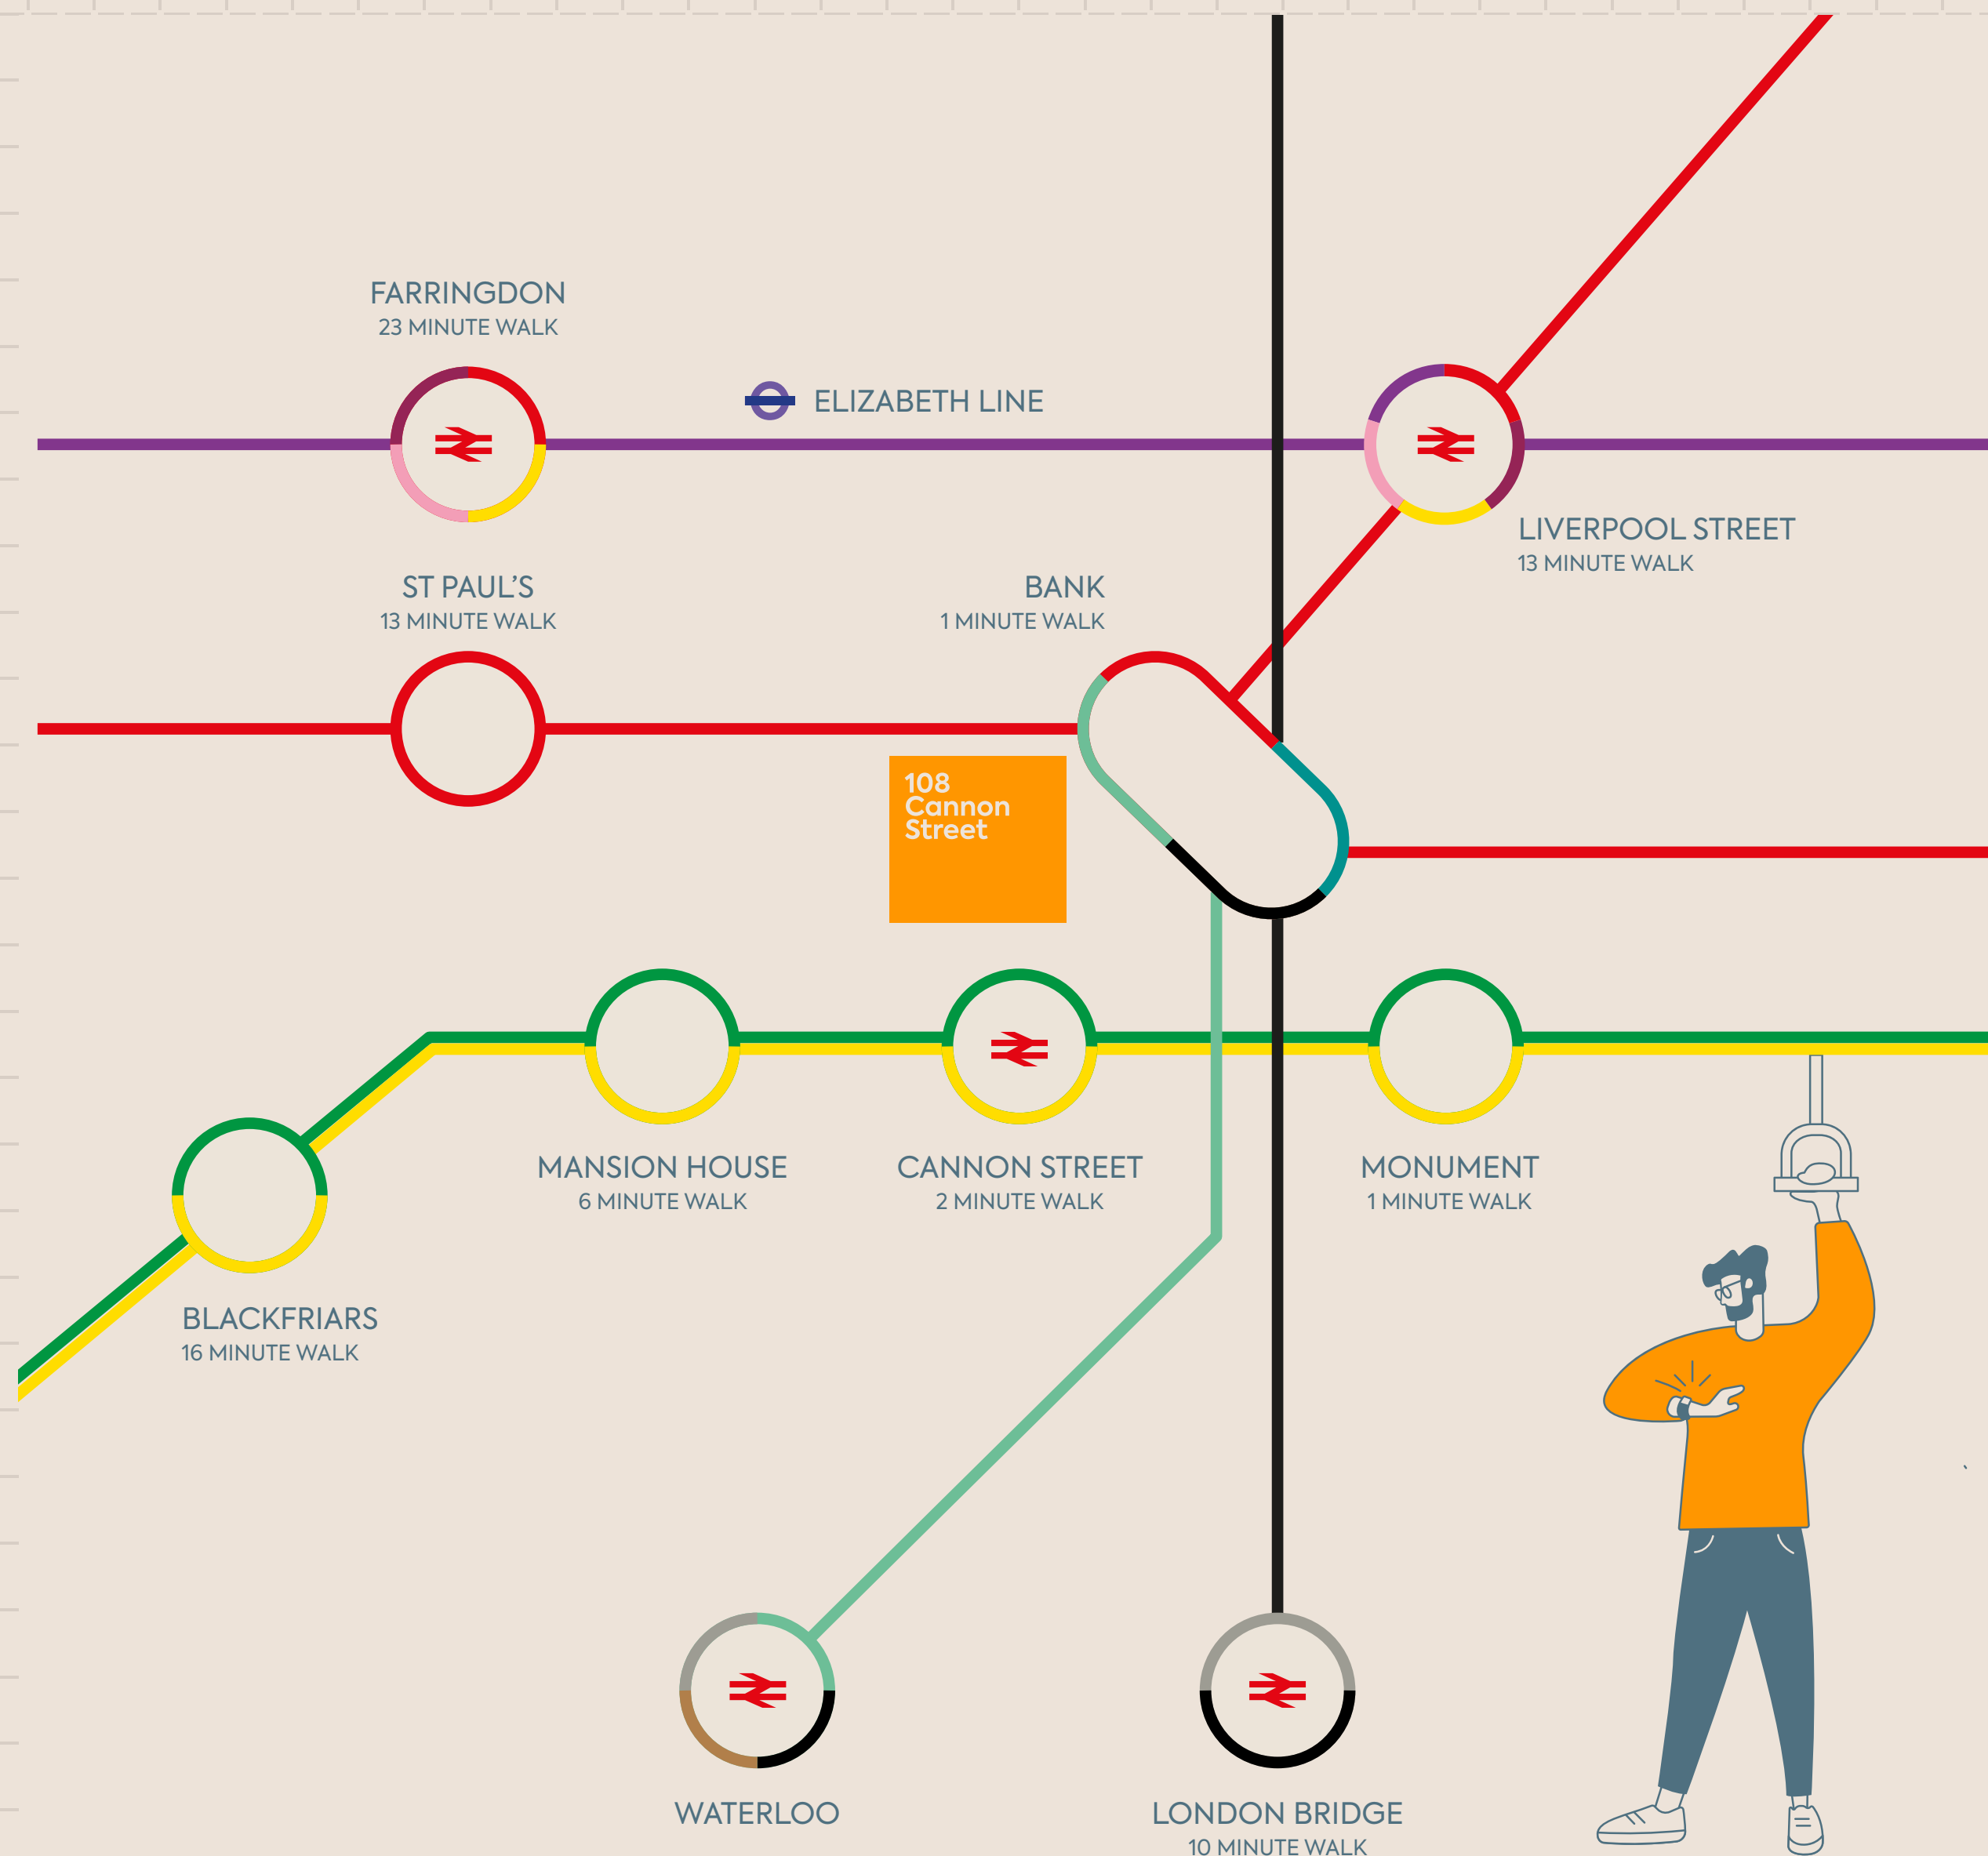 FARRINGDON
23 MINUTE WALK
ELIZABETH LINE
LIVERPOOL STREET
13 MINUTE WALK
ST PAUL’S
13 MINUTE WALK
BANK
1 MINUTE WALK
108
Cannon
Street
MANSION HOUSE
6 MINUTE WALK
CANNON STREET
2 MINUTE WALK
MONUMENT
1 MINUTE WALK
BLACKFRIARS
16 MINUTE WALK
WATERLOO
LONDON BRIDGE
10 MINUTE WALK